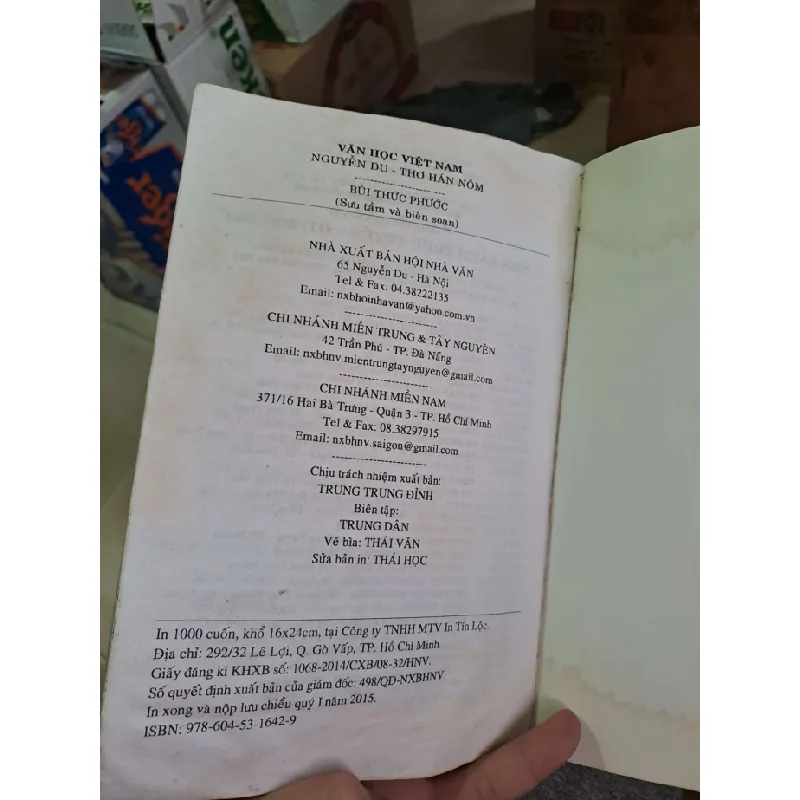 ken
VĂN HỌC VIỆT NAM
NGUYỄN DU - THƠ HÁN NÔM
BÙI THỨC PHƯỚC
(Sưu tầm và biên soạn)
NHÀ XUẤT BẢN HỘI NHÀ VĂN
65 Nguyễn Du - Hà Nội
Tel & Fax: 04.38222135
Email: nxbhoinhavan@yahoo.com.vn
CHI NHÁNH MIỀN TRUNG & TÂY NGUYÊN
42 Trần Phú - TP. Đà Nẵng
Email: nxbhnv.mientrungtaynguyen@gmail.com
CHI NHÁNH MIỀN NAM
371/16 Hai Bà Trưng - Quận 3 - TP. Hồ Chí Minh
Tel & Fax: 08.38297915
Email: nxbhnv.saigon@gmail.com
Chịu trách nhiệm xuất bản:
TRUNG TRUNG ĐỈNH
Biên tập:
TRUNG DÂN
Vẽ bìa: THÁI VĂN
Sửa bản in: THÁI HỌC
In 1000 cuốn, khổ 16x24cm, tại Công ty TNHH MTV In Tín Lộc.
Địa chỉ: 292/32 Lê Lợi, Q. Gò Vấp, TP. Hồ Chí Minh
Giấy đăng kí KHXB số: 1068-2014/CXB/08-32/HNV.
Số quyết định xuất bản của giám đốc: 498/QĐ-NXBHNV.
In xong và nộp lưu chiểu quý I năm 2015.
ISBN: 978-604-53-1642-9